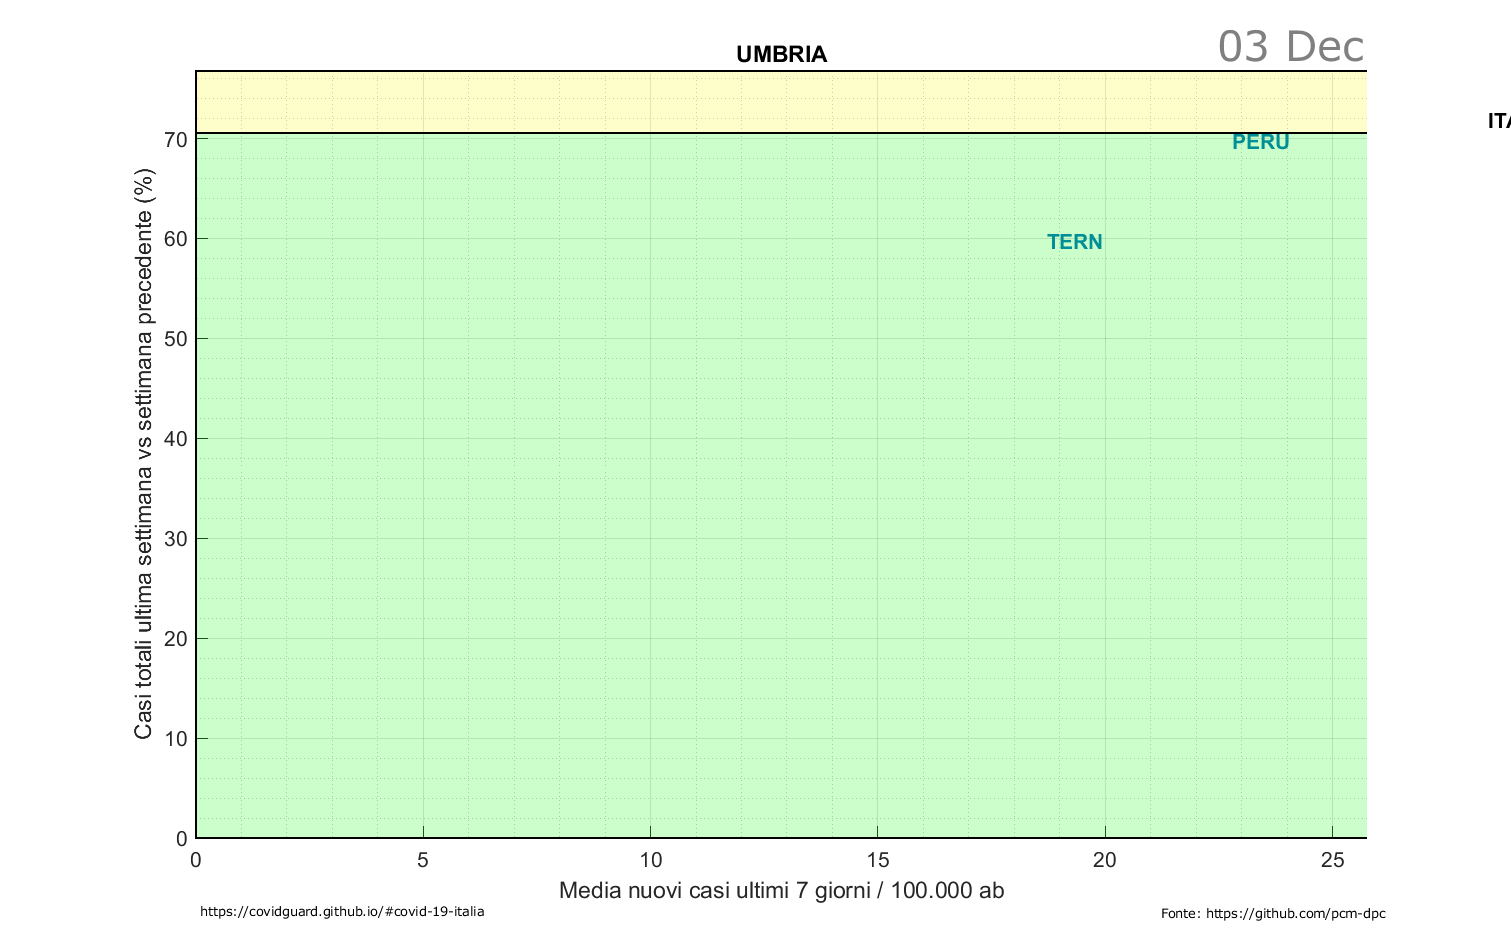 UMBRIA
03 Dec
ITA
PERU
TERN
70
60
50
40
30
20
10
0
Casi totali ultima settimana vs settimana precedente (%)
0 5 10 15 20 25
Media nuovi casi ultimi 7 giorni / 100.000 ab
https://covidguard.github.io/#covid-19-italia
Fonte: https://github.com/pcm-dpc